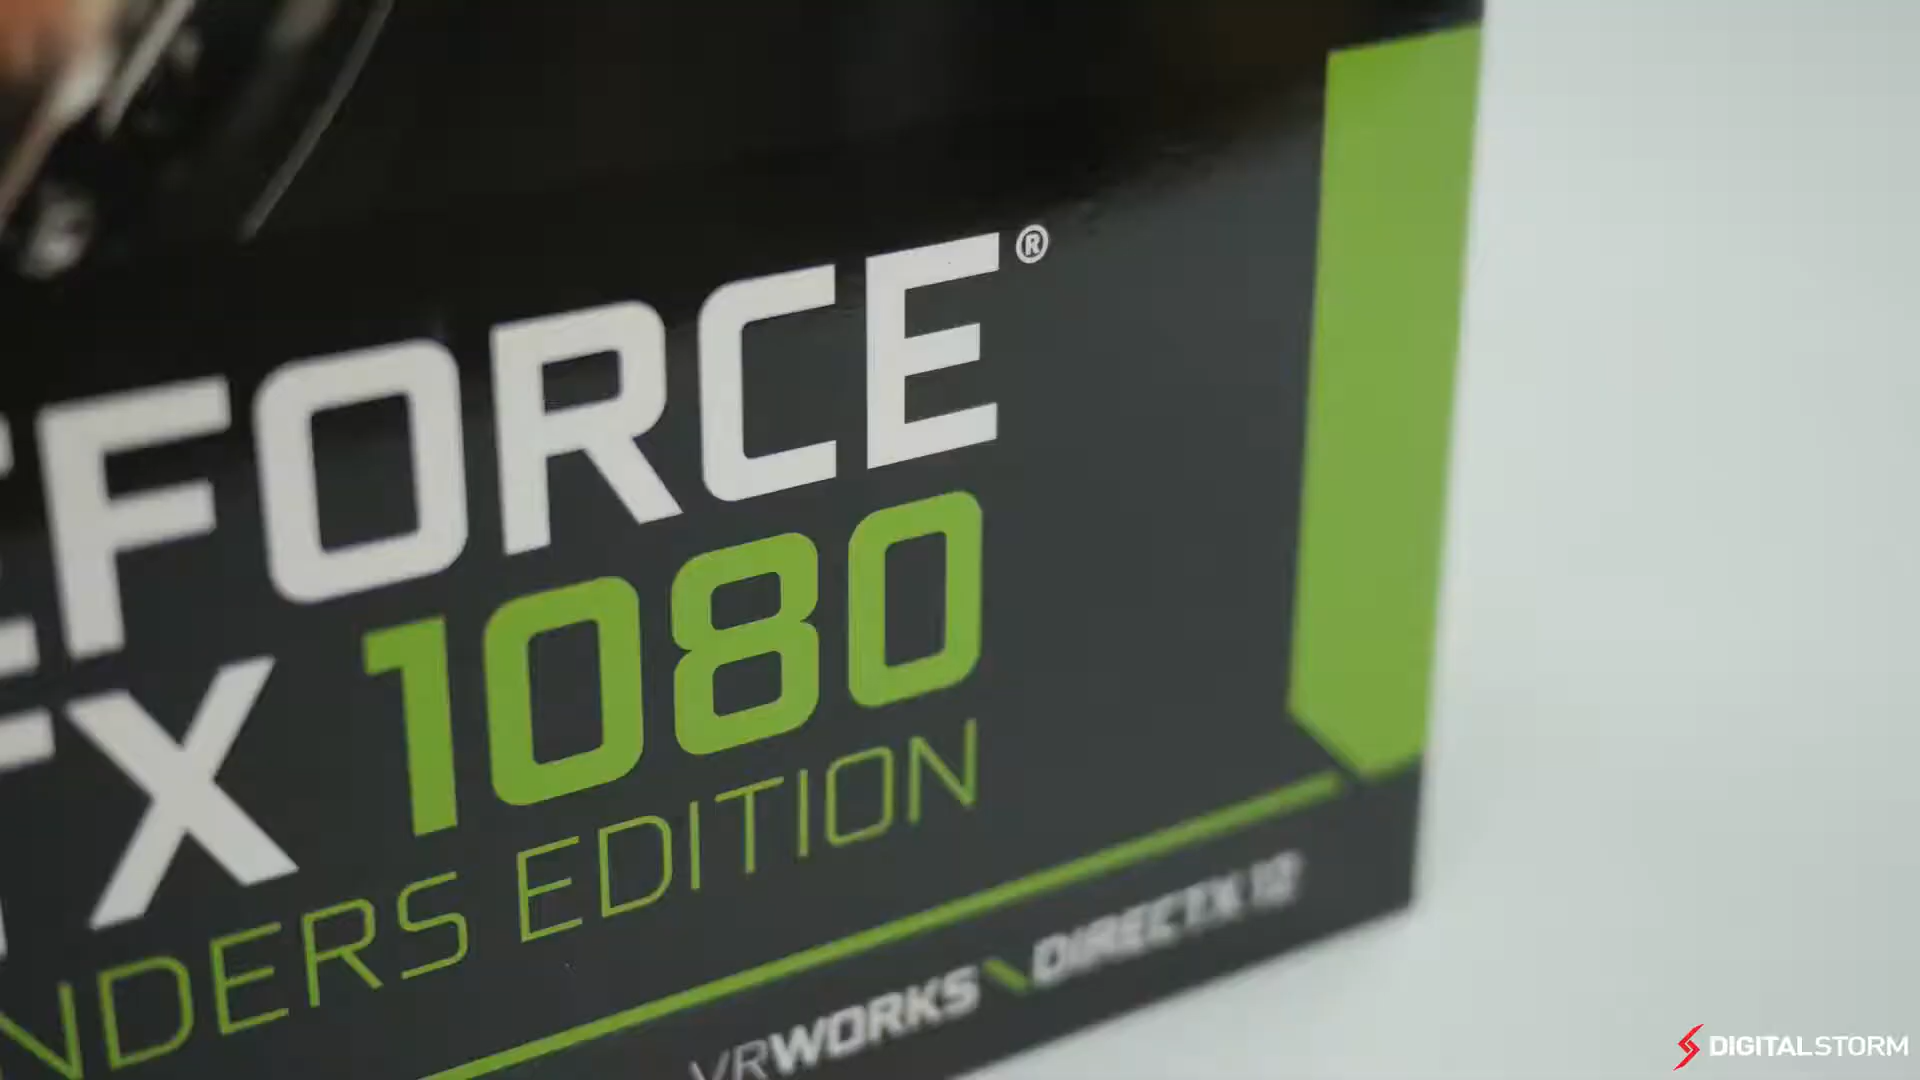 EFORCE®
TX 1080
NDERS EDITION
VRWORKS \ DIRECTX 12
DIGITALSTORM